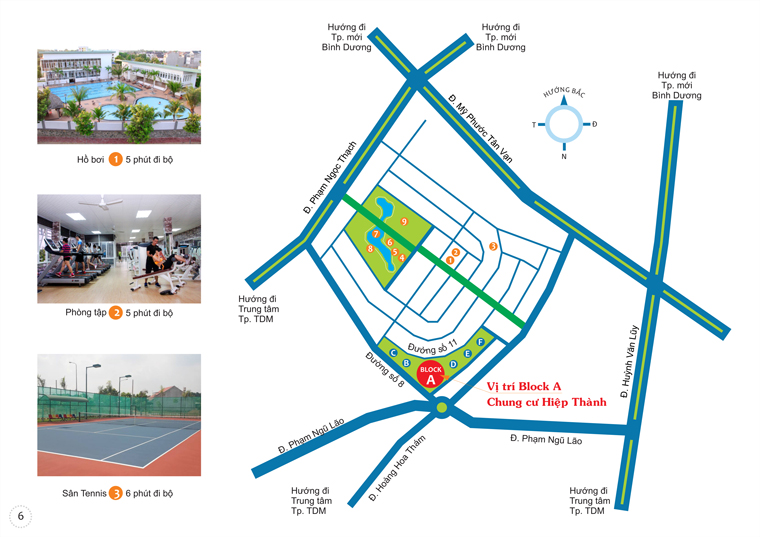 Hồ bơi 1 5 phút đi bộ
Phòng tập 2 5 phút đi bộ
Sân Tennis 3 6 phút đi bộ
6
Hướng đi
Tp. mới
Bình Dương
Hướng đi
Tp. mới
Bình Dương
Hướng đi
Tp. mới
Bình Dương
HƯỚNG BẮC
T
Đ
N
Đ. Mỹ Phước Tân Vạn
Đ. Phạm Ngọc Thạch
9
7
6
8
5
4
2
1
3
Hướng đi
Trung tâm
Tp. TDM
Đường số 11
Đường số 8
C
B
BLOCK
A
D
E
F
Vị trí Block A
Chung cư Hiệp Thành
Đ. Huỳnh Văn Lũy
Đ. Phạm Ngũ Lão
Đ. Phạm Ngũ Lão
Đ. Hoàng Hoa Thám
Hướng đi
Trung tâm
Tp. TDM
Hướng đi
Trung tâm
Tp. TDM